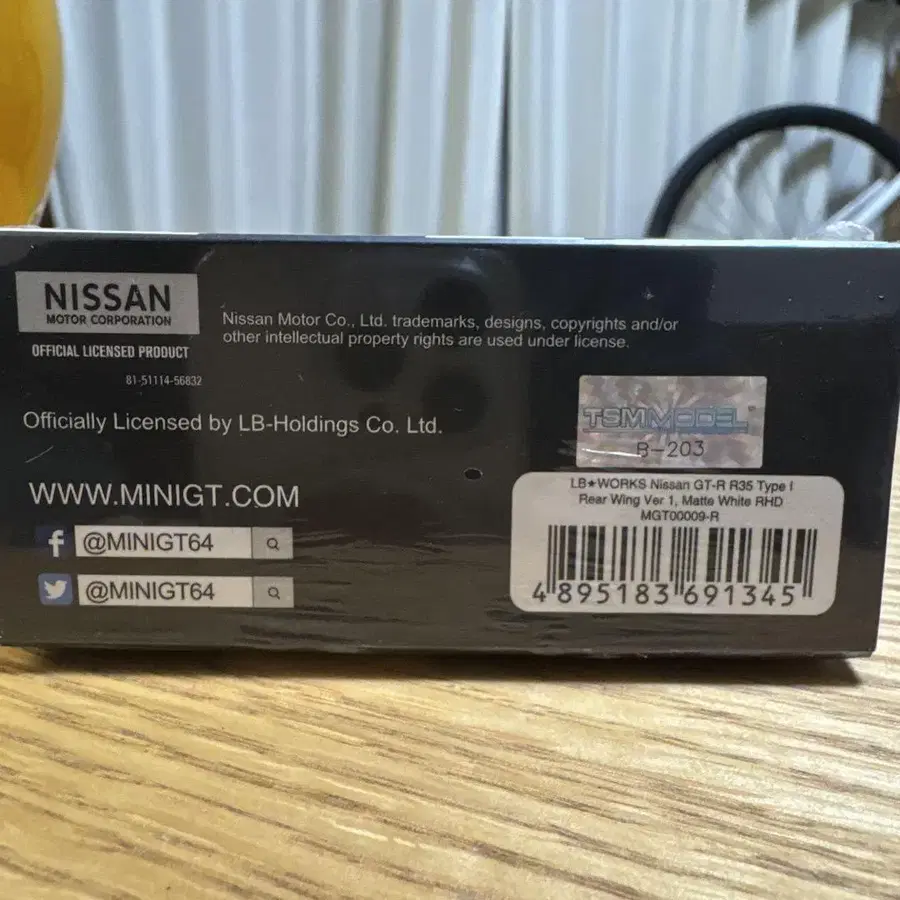 NISSAN
MOTOR CORPORATION
OFFICIAL LICENSED PRODUCT
81-51114-56832
Nissan Motor Co., Ltd. trademarks, designs, copyrights and/or
other intellectual property rights are used under license.
Officially Licensed by LB-Holdings Co. Ltd.
TSMMODEL
B-203
WWW.MINIGT.COM
f @MINIGT64
@MINIGT64
LB★WORKS Nissan GT-R R35 Type I
Rear Wing Ver 1, Matte White RHD
MGT00009-R
4 895183 691345